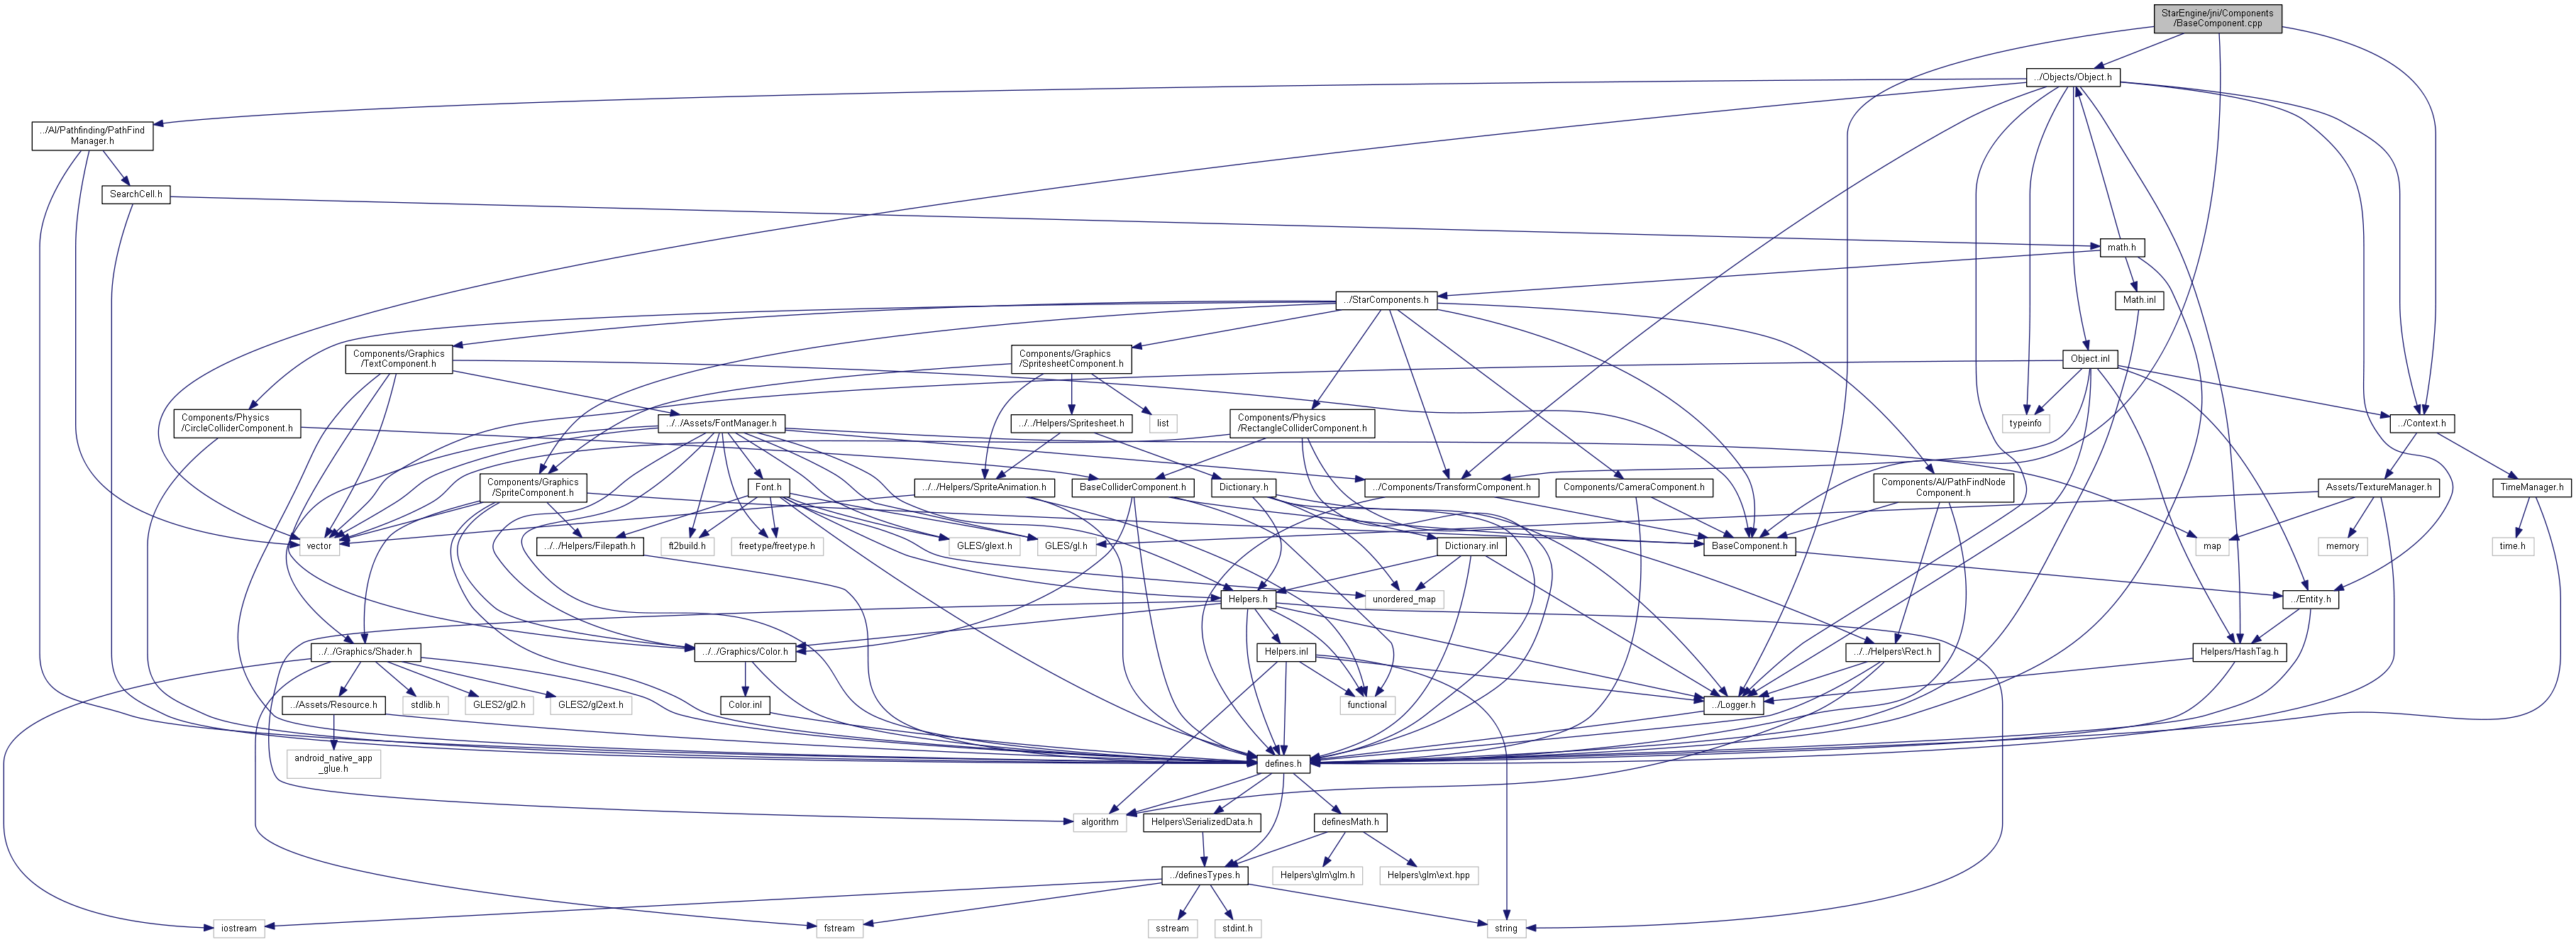 StarEngine/jni/Components
/BaseComponent.cpp
../Objects/Object.h
../AI/Pathfinding/PathFind
Manager.h
SearchCell.h
math.h
../StarComponents.h
Math.inl
Components/Graphics
/TextComponent.h
Components/Graphics
/SpritesheetComponent.h
Object.inl
Components/Physics
/CircleColliderComponent.h
../../Assets/FontManager.h
../../Helpers/Spritesheet.h
list
Components/Physics
/RectangleColliderComponent.h
typeinfo
../Context.h
Components/Graphics
/SpriteComponent.h
Font.h
../../Helpers/SpriteAnimation.h
BaseColliderComponent.h
Dictionary.h
../Components/TransformComponent.h
Components/CameraComponent.h
Components/AI/PathFindNode
Component.h
Assets/TextureManager.h
TimeManager.h
vector
../../Helpers/Filepath.h
ft2build.h
freetype/freetype.h
GLES/glext.h
GLES/gl.h
Dictionary.inl
BaseComponent.h
map
memory
time.h
Helpers.h
unordered_map
../Entity.h
../../Graphics/Shader.h
../../Graphics/Color.h
Helpers.inl
../../Helpers\Rect.h
Helpers/HashTag.h
../Assets/Resource.h
stdlib.h
GLES2/gl2.h
GLES2/gl2ext.h
Color.inl
functional
../Logger.h
android_native_app
_glue.h
defines.h
algorithm
Helpers\SerializedData.h
definesMath.h
../definesTypes.h
Helpers\glm\glm.h
Helpers\glm\ext.hpp
iostream
fstream
sstream
stdint.h
string